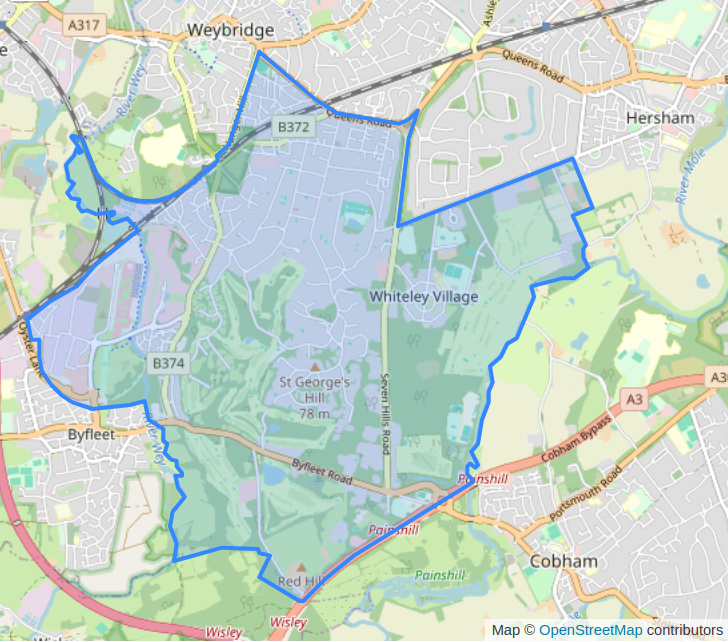 A317
Weybridge
Ashle
Queens Road
River Wey
Hersham
B372
Queens Road
River Mole
Whiteley Village
Oyster Lane
B374
St George's
Hill
78 m
Seven Hills Road
A3
A3
Byfleet
River Wey
Cobham Bypass
Byfleet Road
Painshill
Portsmouth Road
Painshill
Cobham
Painshill
Red Hill
Wisley
Wisley
Map © OpenStreetMap contributors